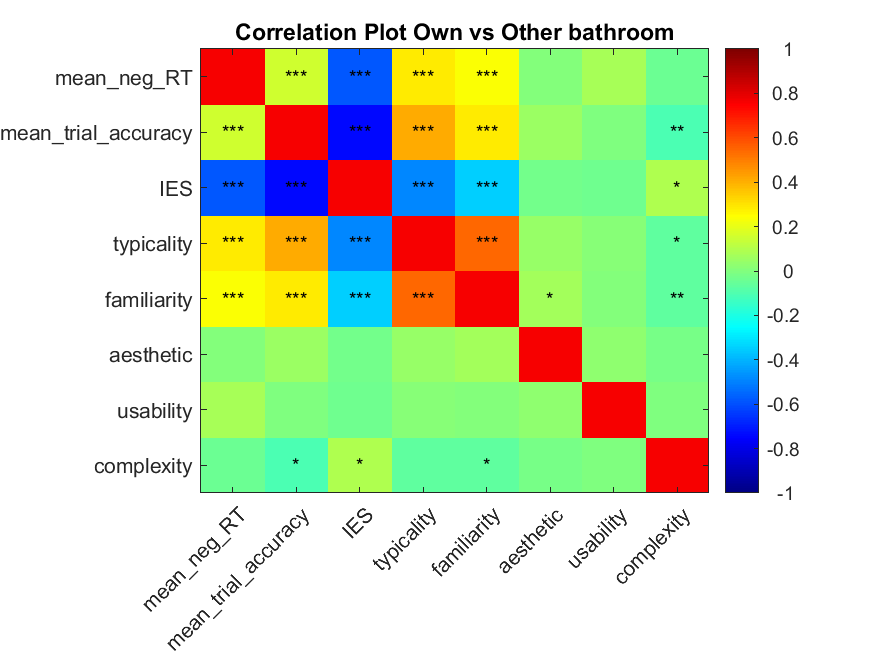 Correlation Plot Own vs Other bathroom
mean_neg_RT *** *** *** ***
mean_trial_accuracy *** *** *** *** **
IES *** *** *** *** *
typicality *** *** *** *** *
familiarity *** *** *** *** * **
aesthetic
usability
complexity * * *
mean_neg_RT
mean_trial_accuracy
IES
typicality
familiarity
aesthetic
usability
complexity
1
0.8
0.6
0.4
0.2
0
-0.2
-0.4
-0.6
-0.8
-1